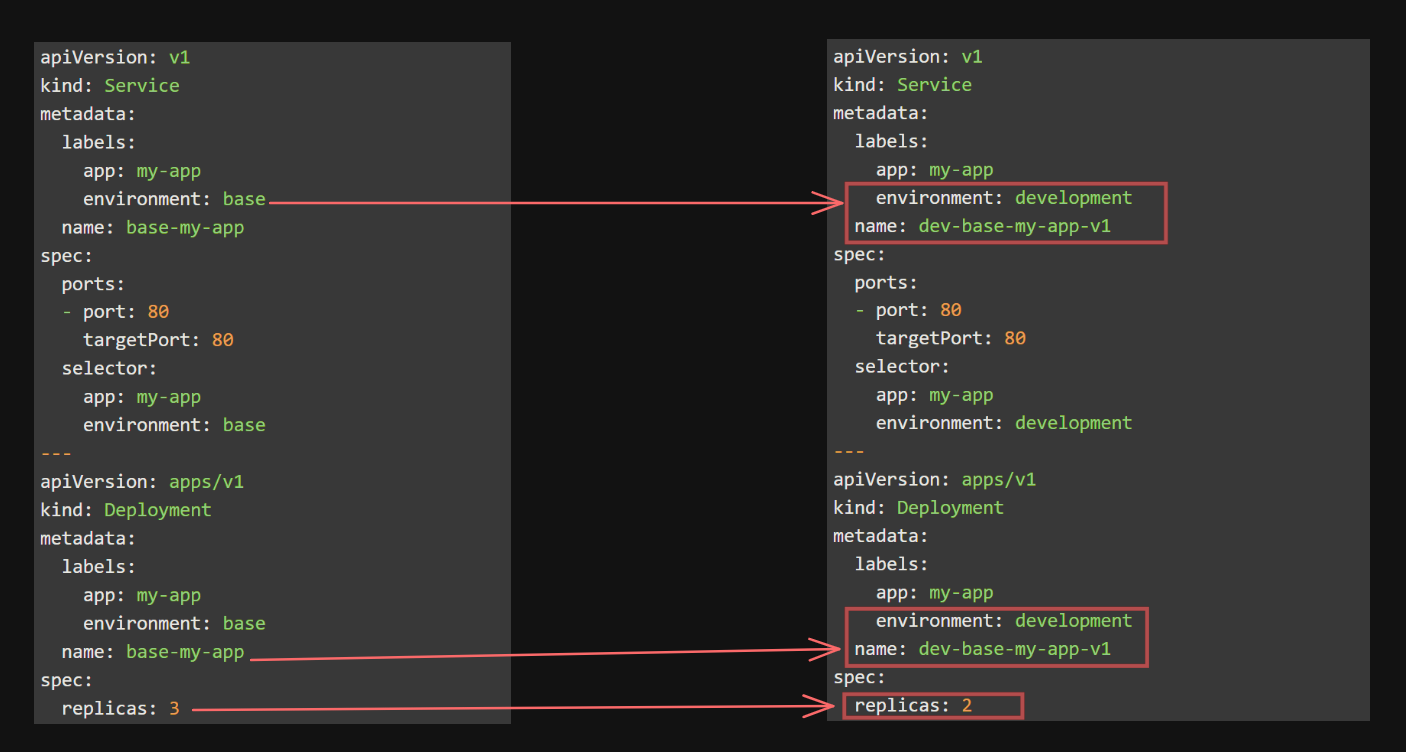 apiVersion: v1
kind: Service
metadata:
  labels:
    app: my-app
    environment: base
  name: base-my-app
spec:
  ports:
  - port: 80
    targetPort: 80
  selector:
    app: my-app
    environment: base
---
apiVersion: apps/v1
kind: Deployment
metadata:
  labels:
    app: my-app
    environment: base
  name: base-my-app
spec:
  replicas: 3
apiVersion: v1
kind: Service
metadata:
  labels:
    app: my-app
    environment: development
  name: dev-base-my-app-v1
spec:
  ports:
  - port: 80
    targetPort: 80
  selector:
    app: my-app
    environment: development
---
apiVersion: apps/v1
kind: Deployment
metadata:
  labels:
    app: my-app
    environment: development
  name: dev-base-my-app-v1
spec:
  replicas: 2